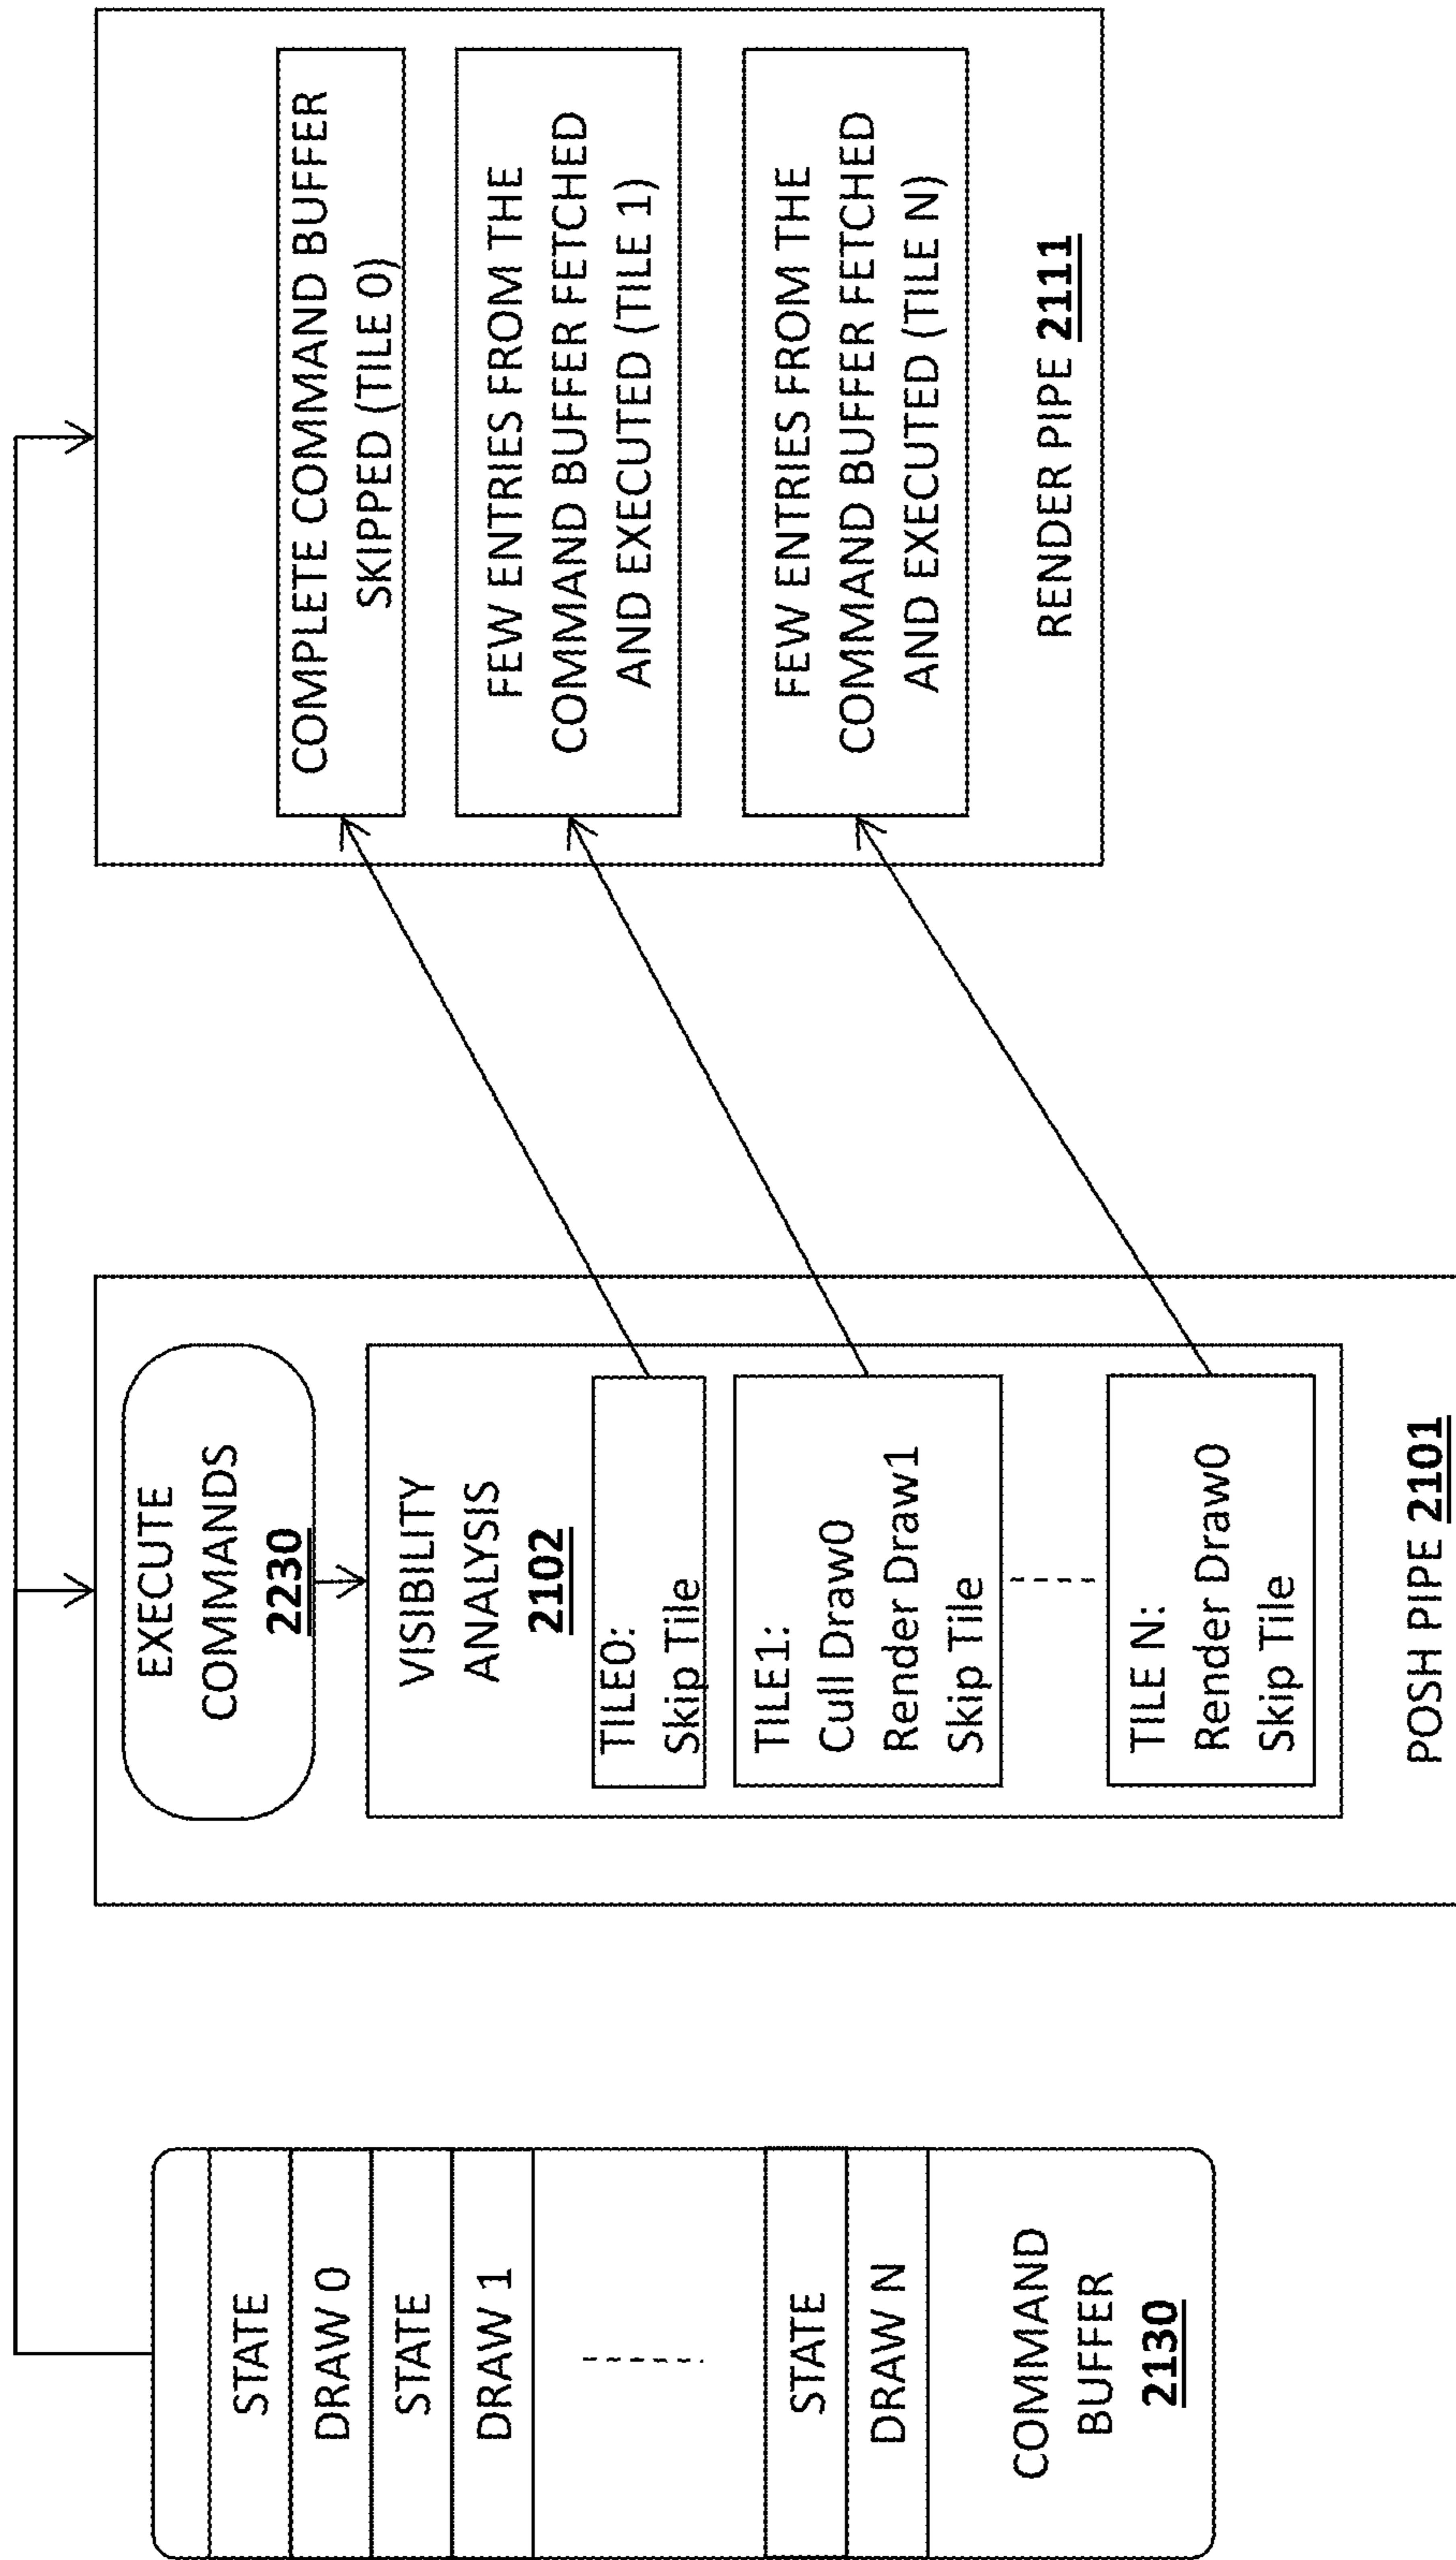 STATE
DRAW 0
STATE
DRAW 1
STATE
DRAW N
COMMAND
BUFFER
2130
EXECUTE
COMMANDS
2230
VISIBILITY
ANALYSIS
2102
TILE0:
Skip Tile
TILE1:
Cull Draw0
Render Draw1
Skip Tile
TILE N:
Render Draw0
Skip Tile
POSH PIPE 2101
COMPLETE COMMAND BUFFER
SKIPPED (TILE 0)
FEW ENTRIES FROM THE
COMMAND BUFFER FETCHED
AND EXECUTED (TILE 1)
FEW ENTRIES FROM THE
COMMAND BUFFER FETCHED
AND EXECUTED (TILE N)
RENDER PIPE 2111